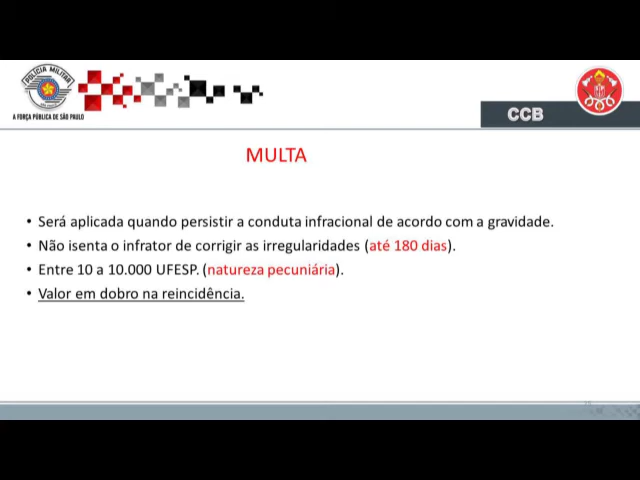 POLÍCIA MILITAR
A FORÇA PÚBLICA DE SÃO PAULO
CCB
MULTA
• Será aplicada quando persistir a conduta infracional de acordo com a gravidade.
• Não isenta o infrator de corrigir as irregularidades (até 180 dias).
• Entre 10 a 10.000 UFESP. (natureza pecuniária).
• Valor em dobro na reincidência.